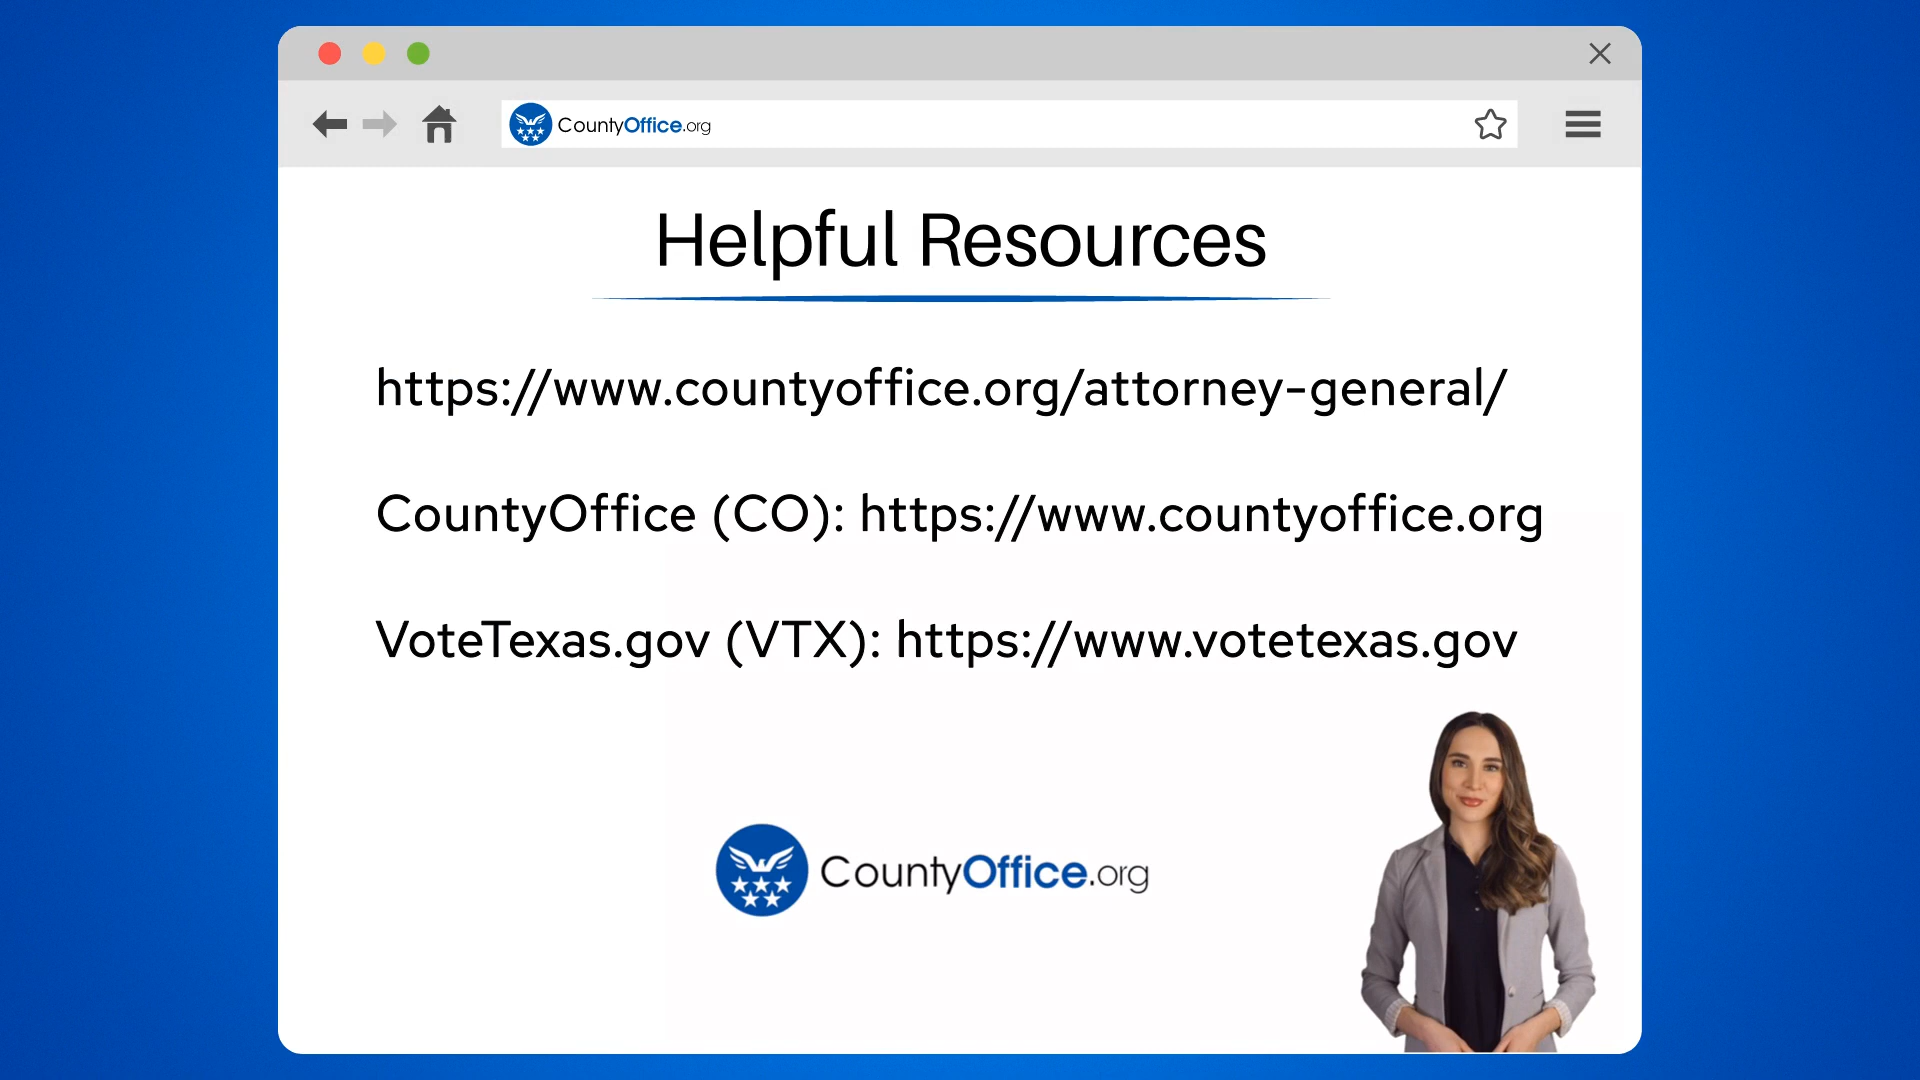 CountyOffice.org
Helpful Resources
https://www.countyoffice.org/attorney-general/
CountyOffice (CO): https://www.countyoffice.org
VoteTexas.gov (VTX): https://www.votetexas.gov
CountyOffice.org